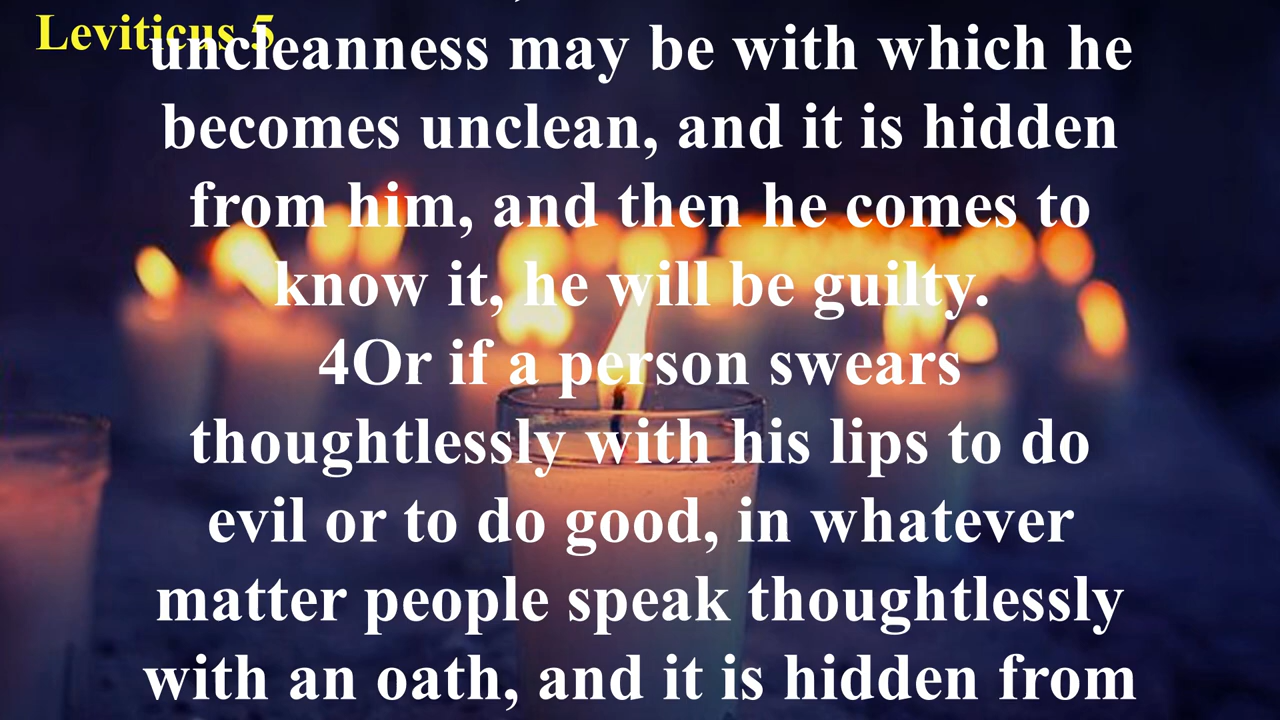 Leviticus 5
uncleanness may be with which he
becomes unclean, and it is hidden
from him, and then he comes to
know it, he will be guilty.
4Or if a person swears
thoughtlessly with his lips to do
evil or to do good, in whatever
matter people speak thoughtlessly
with an oath, and it is hidden from